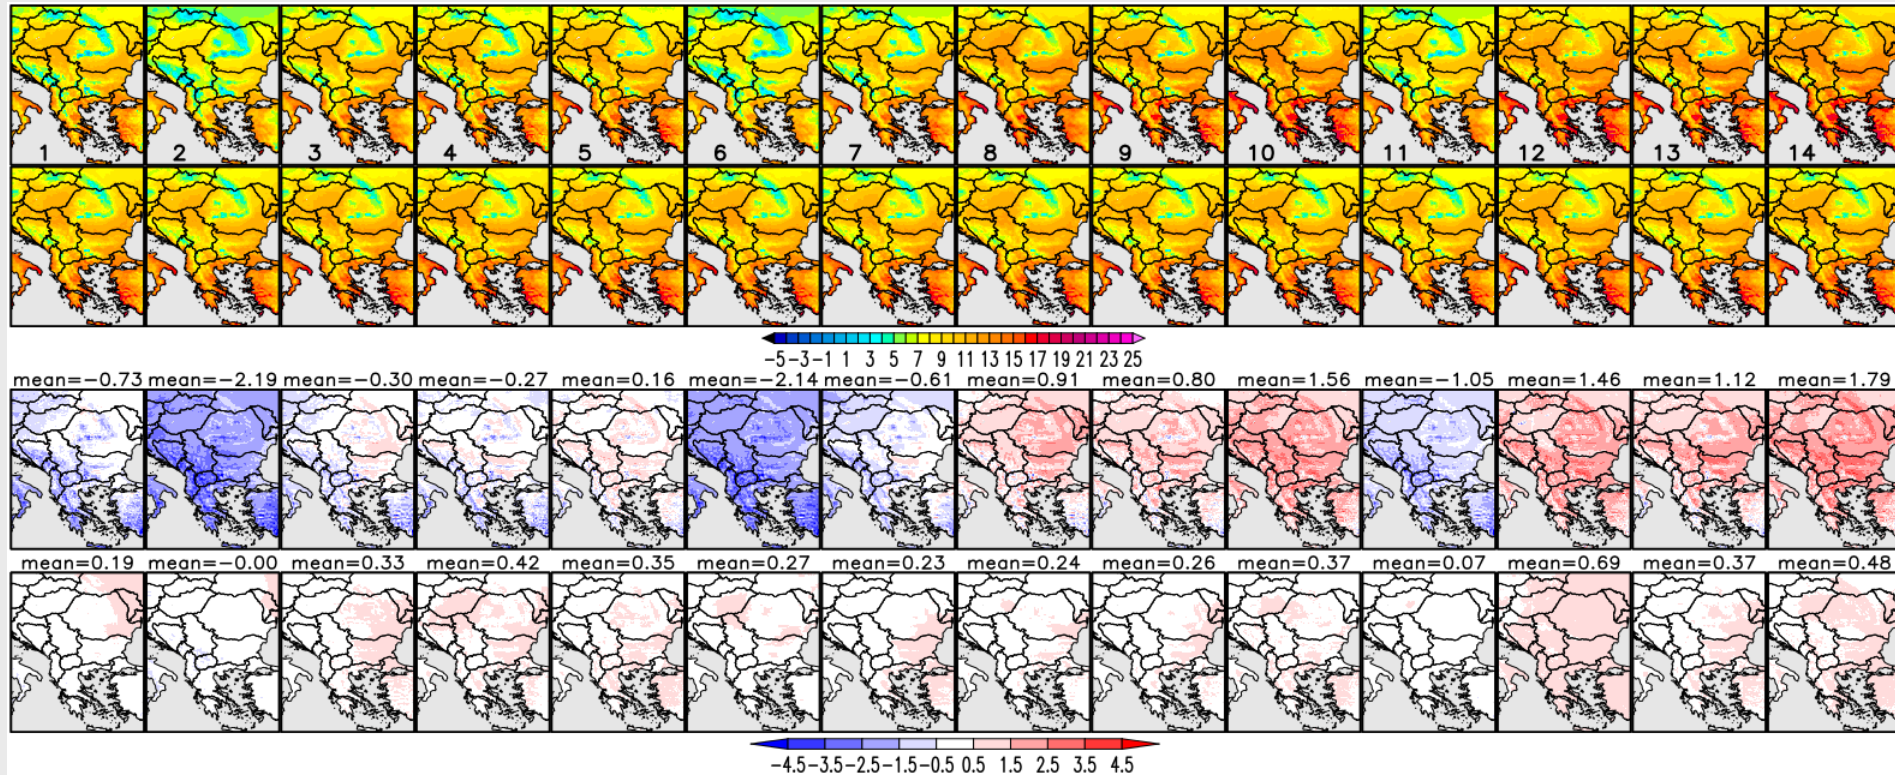 1 2 3 4 5 6 7 8 9 10 11 12 13 14
-5 -3 -1 1 3 5 7 9 11 13 15 17 19 21 23 25
mean=-0.73 mean=-2.19 mean=-0.30 mean=-0.27 mean=0.16 mean=-2.14 mean=-0.61 mean=0.91 mean=0.80 mean=1.56 mean=-1.05 mean=1.46 mean=1.12 mean=1.79
mean=0.19 mean=-0.00 mean=0.33 mean=0.42 mean=0.35 mean=0.27 mean=0.23 mean=0.24 mean=0.26 mean=0.37 mean=0.07 mean=0.69 mean=0.37 mean=0.48
-4.5 -3.5 -2.5 -1.5 -0.5 0.5 1.5 2.5 3.5 4.5